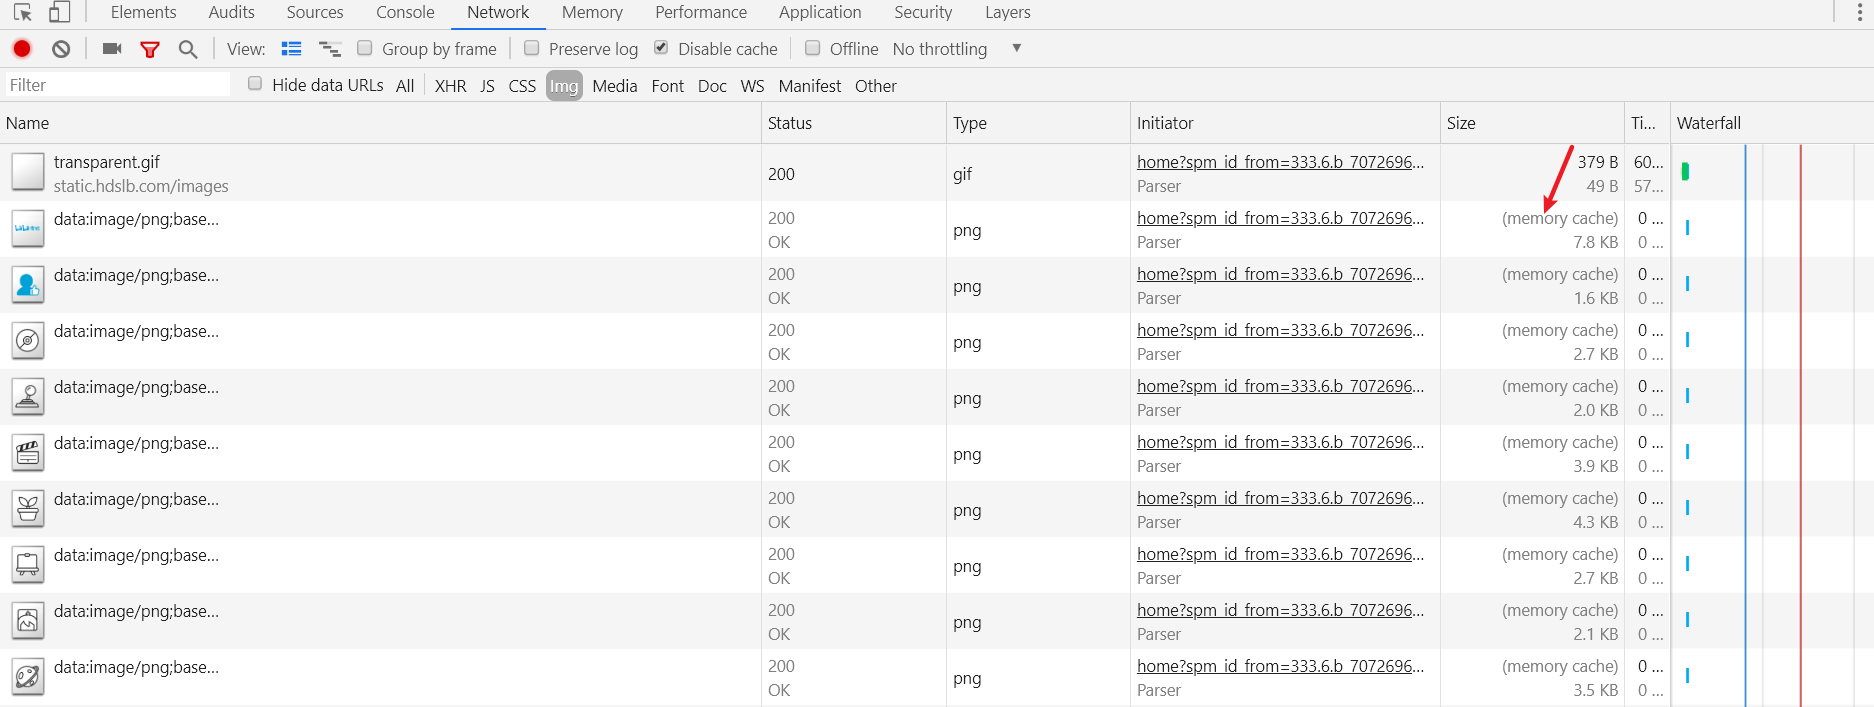 Elements Audits Sources Console Network Memory Performance Application Security Layers
View: Group by frame Preserve log Disable cache Offline No throttling
Filter Hide data URLs All XHR JS CSS Img Media Font Doc WS Manifest Other
Name Status Type Initiator Size Ti... Waterfall
transparent.gif 200 gif home?spm_id_from=333.6.b_7072696... 379 B 60...
static.hdslb.com/images Parser 49 B 57...
data:image/png;base... 200 png home?spm_id_from=333.6.b_7072696... (memory cache) 0 ...
OK Parser 7.8 KB 0 ...
data:image/png;base... 200 png home?spm_id_from=333.6.b_7072696... (memory cache) 0 ...
OK Parser 1.6 KB 0 ...
data:image/png;base... 200 png home?spm_id_from=333.6.b_7072696... (memory cache) 0 ...
OK Parser 2.7 KB 0 ...
data:image/png;base... 200 png home?spm_id_from=333.6.b_7072696... (memory cache) 0 ...
OK Parser 2.0 KB 0 ...
data:image/png;base... 200 png home?spm_id_from=333.6.b_7072696... (memory cache) 0 ...
OK Parser 3.9 KB 0 ...
data:image/png;base... 200 png home?spm_id_from=333.6.b_7072696... (memory cache) 0 ...
OK Parser 4.3 KB 0 ...
data:image/png;base... 200 png home?spm_id_from=333.6.b_7072696... (memory cache) 0 ...
OK Parser 2.7 KB 0 ...
data:image/png;base... 200 png home?spm_id_from=333.6.b_7072696... (memory cache) 0 ...
OK Parser 2.1 KB 0 ...
data:image/png;base... 200 png home?spm_id_from=333.6.b_7072696... (memory cache) 0 ...
OK Parser 3.5 KB 0 ...